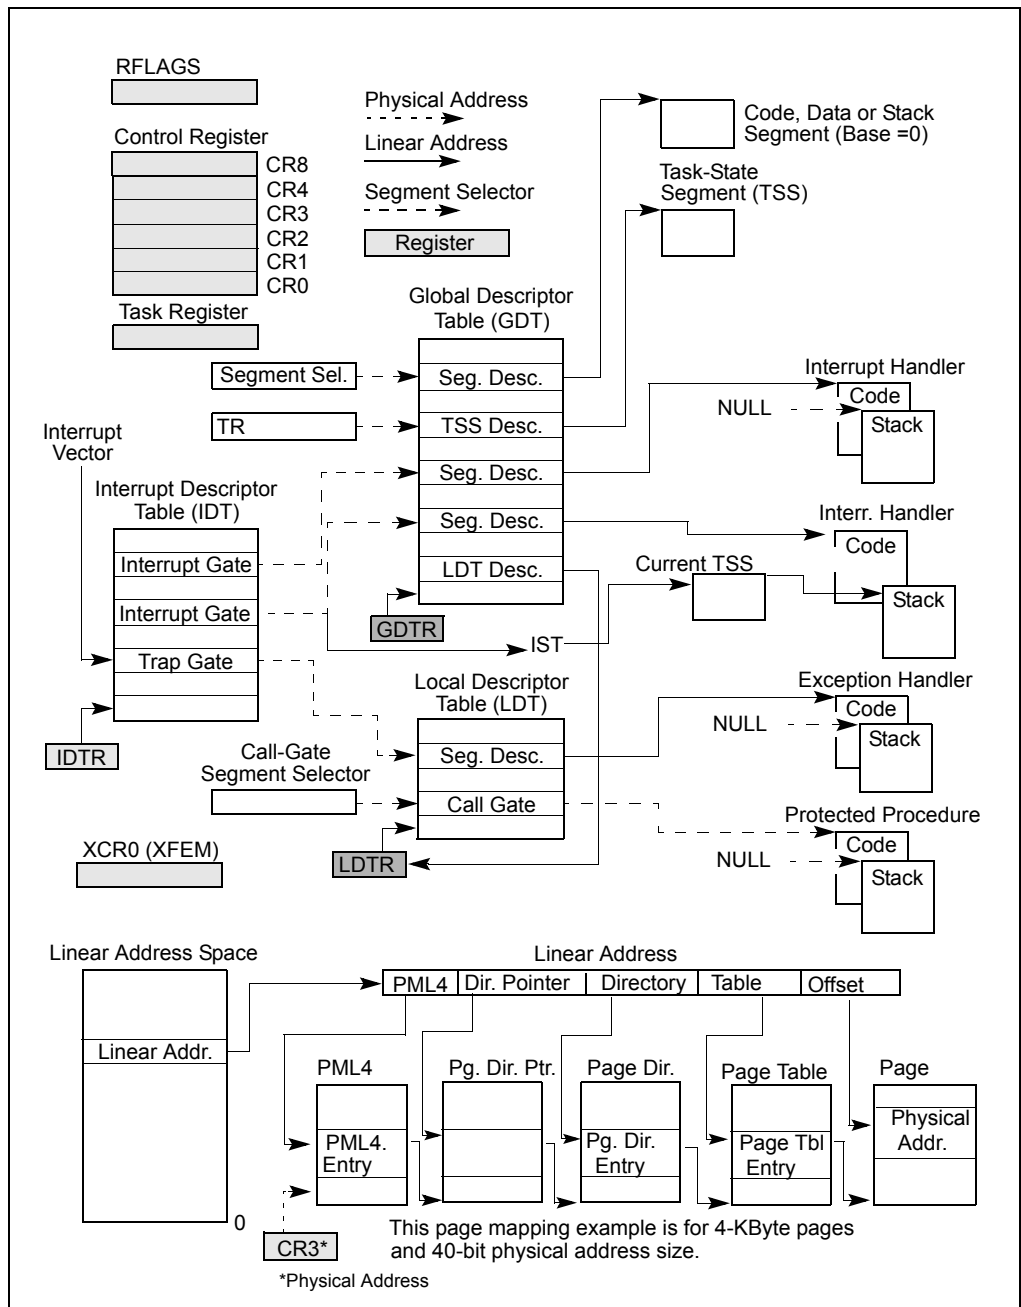 RFLAGS
Physical Address
Code, Data or Stack
Segment (Base =0)
Control Register
Linear Address
CR8
CR4
CR3
CR2
CR1
CR0
Task-State
Segment (TSS)
Segment Selector
Register
Task Register
Global Descriptor
Table (GDT)
Segment Sel.
Seg. Desc.
Interrupt Handler
Code
NULL
Stack
TR
TSS Desc.
Interrupt
Vector
Seg. Desc.
Interrupt Descriptor
Table (IDT)
Seg. Desc.
Interr. Handler
Code
Interrupt Gate
LDT Desc.
Current TSS
Stack
Interrupt Gate
GDTR
IST
Trap Gate
Local Descriptor
Table (LDT)
Exception Handler
Code
NULL
Stack
IDTR
Call-Gate
Segment Selector
Seg. Desc.
Call Gate
Protected Procedure
Code
NULL
Stack
XCR0 (XFEM)
LDTR
Linear Address Space
Linear Address
PML4
Dir. Pointer
Directory
Table
Offset
Linear Addr.
PML4
Pg. Dir. Ptr.
Page Dir.
Page Table
Page
PML4.
Entry
Pg. Dir.
Entry
Page Tbl
Entry
Physical
Addr.
0
CR3*
This page mapping example is for 4-KByte pages
and 40-bit physical address size.
*Physical Address